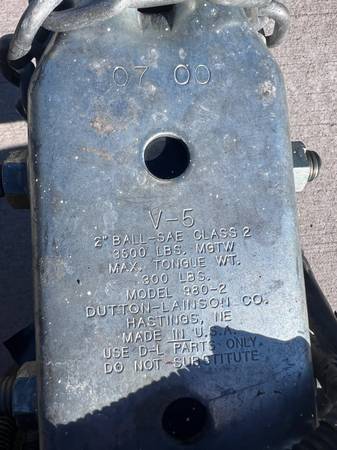 07 00
V-5
2" BALL-SAE CLASS 2
3500 LBS. MGTW
MAX. TONGUE WT.
300 LBS.
MODEL 980-2
DUTTON-LAINSON CO.
HASTINGS, NE
MADE IN U.S.A.
USE D-L PARTS ONLY.
DO NOT SUBSTITUTE